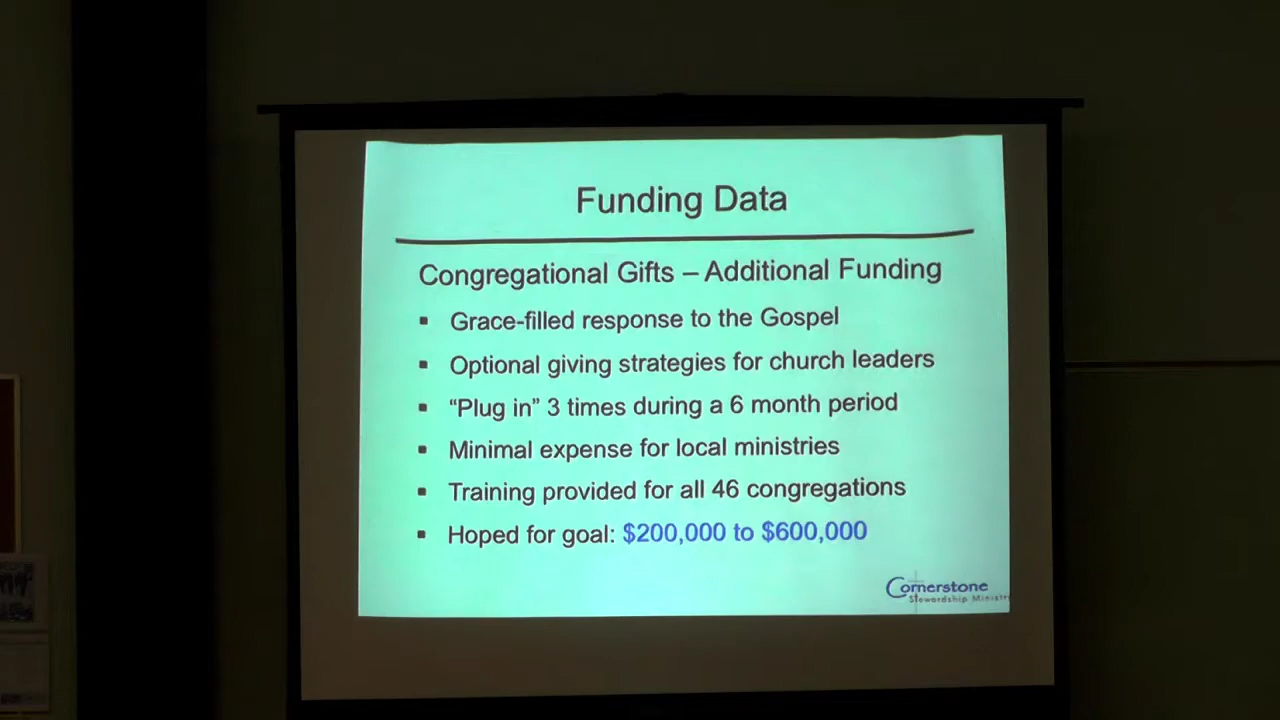 Funding Data
Congregational Gifts – Additional Funding
▪ Grace-filled response to the Gospel
▪ Optional giving strategies for church leaders
▪ “Plug in” 3 times during a 6 month period
▪ Minimal expense for local ministries
▪ Training provided for all 46 congregations
▪ Hoped for goal: $200,000 to $600,000
Cornerstone
Stewardship Ministr